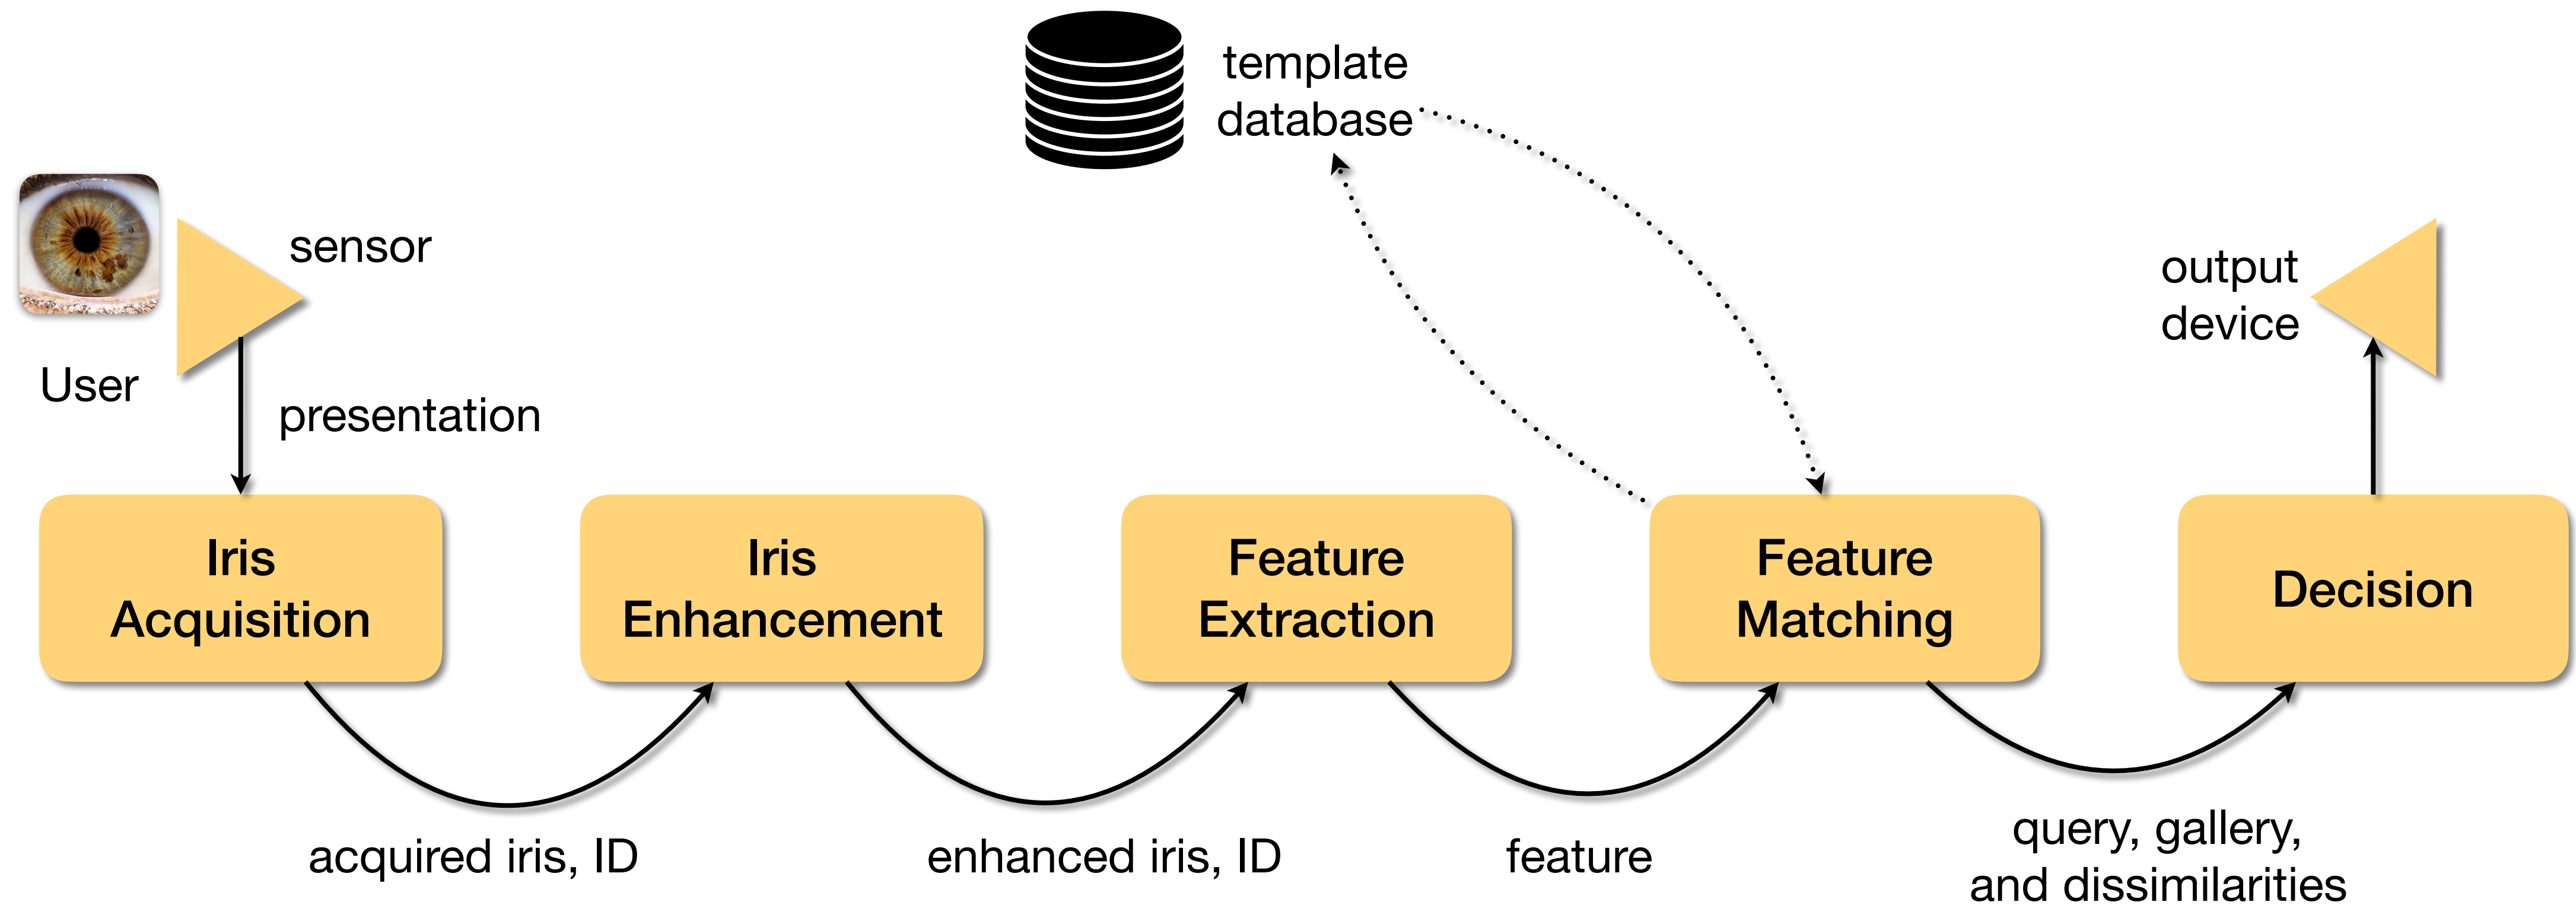 template
database
sensor
output
device
User
presentation
Iris
Acquisition
Iris
Enhancement
Feature
Extraction
Feature
Matching
Decision
acquired iris, ID
enhanced iris, ID
feature
query, gallery,
and dissimilarities